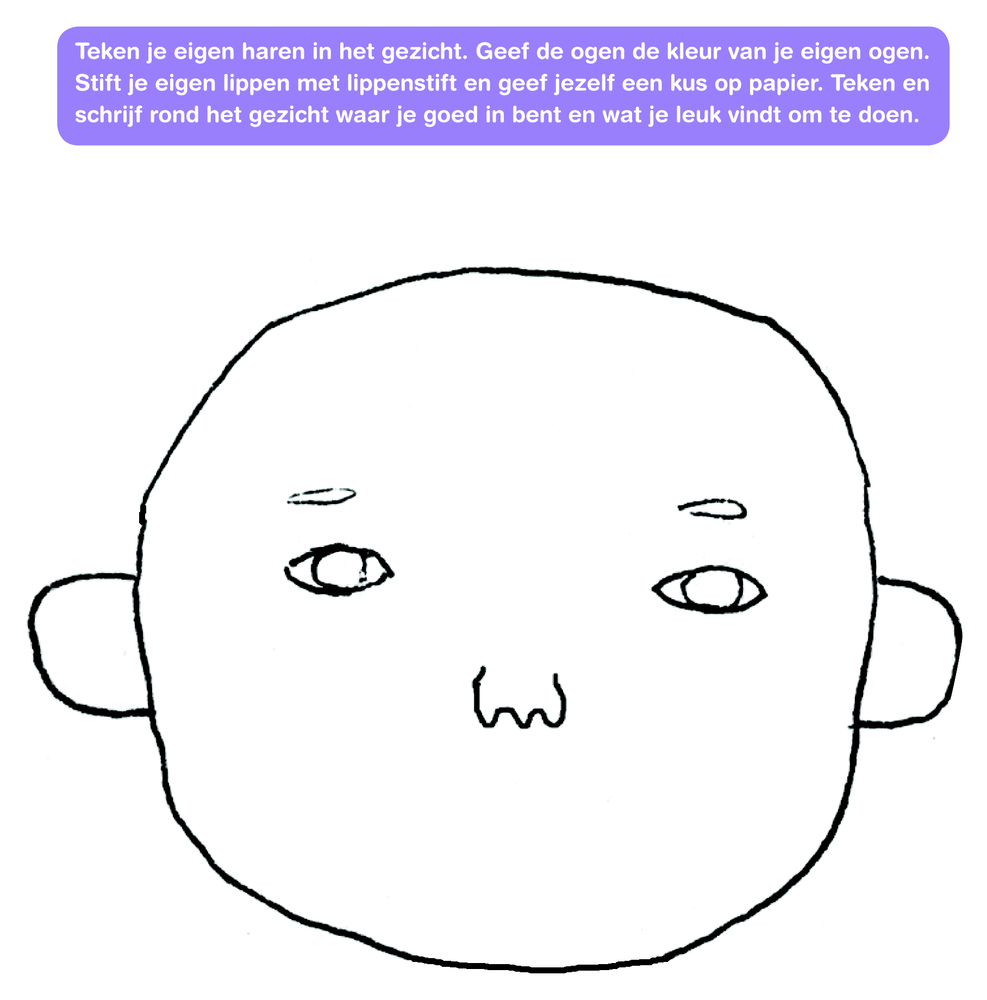 Teken je eigen haren in het gezicht. Geef de ogen de kleur van je eigen ogen.
Stift je eigen lippen met lippenstift en geef jezelf een kus op papier. Teken en
schrijf rond het gezicht waar je goed in bent en wat je leuk vindt om te doen.